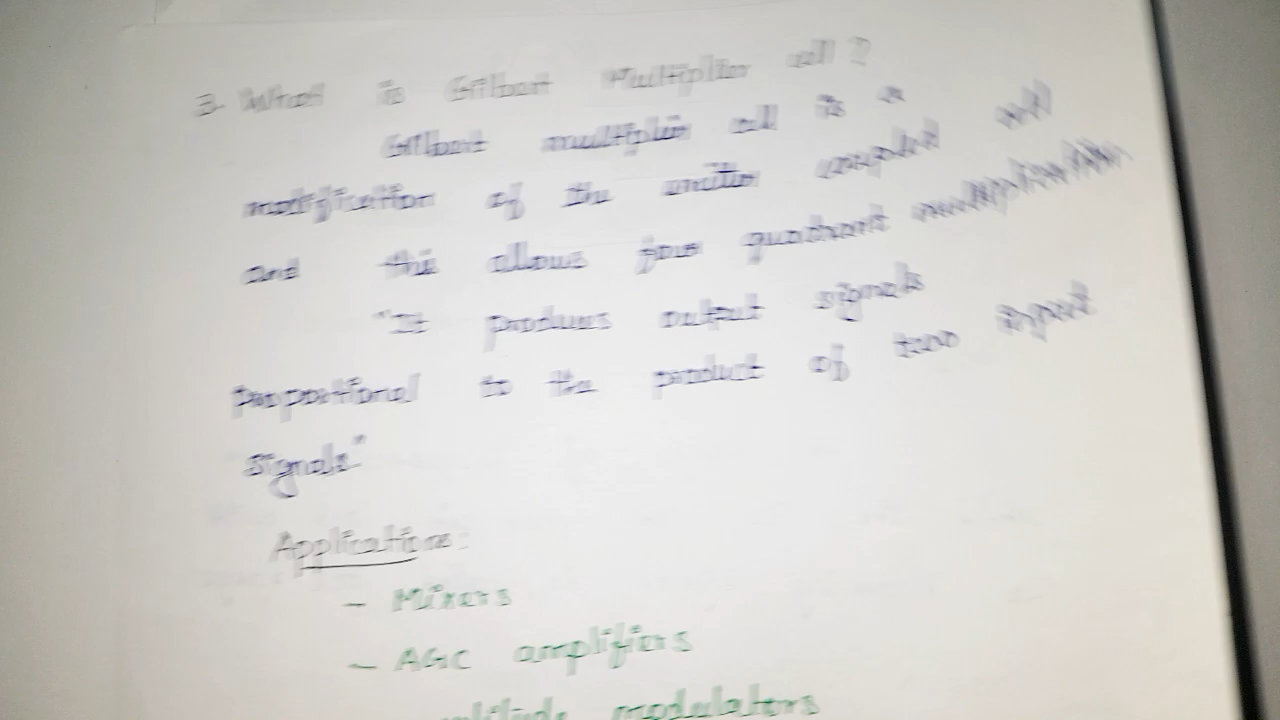 3. What is Gilbert Multiplier cell ?
Gilbert multiplier cell is a
modification of the emitter coupled cell
and this allows four quadrant multiplication
"It produces output signals
proportional to the product of two input
signals"
Applications:
- Mixers
- AGC amplifiers
modulators